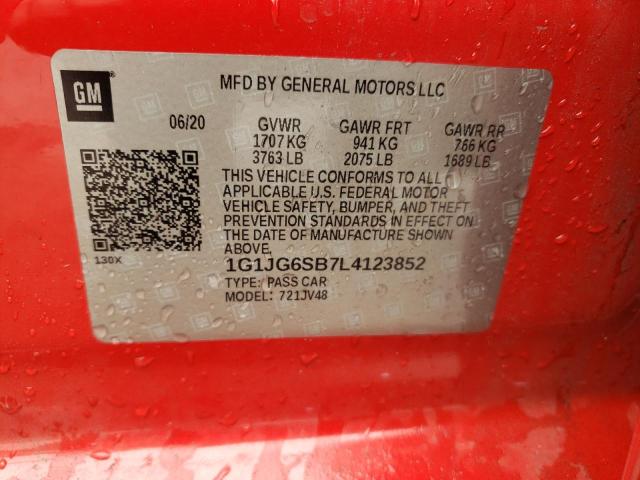 GM
MFD BY GENERAL MOTORS LLC
06/20 GVWR GAWR FRT GAWR RR
1707 KG 941 KG 766 KG
3763 LB 2075 LB 1689 LB
THIS VEHICLE CONFORMS TO ALL
APPLICABLE U.S. FEDERAL MOTOR
VEHICLE SAFETY, BUMPER, AND THEFT
PREVENTION STANDARDS IN EFFECT ON
THE DATE OF MANUFACTURE SHOWN
ABOVE.
130X
1G1JG6SB7L4123852
TYPE: PASS CAR
MODEL: 721JV48